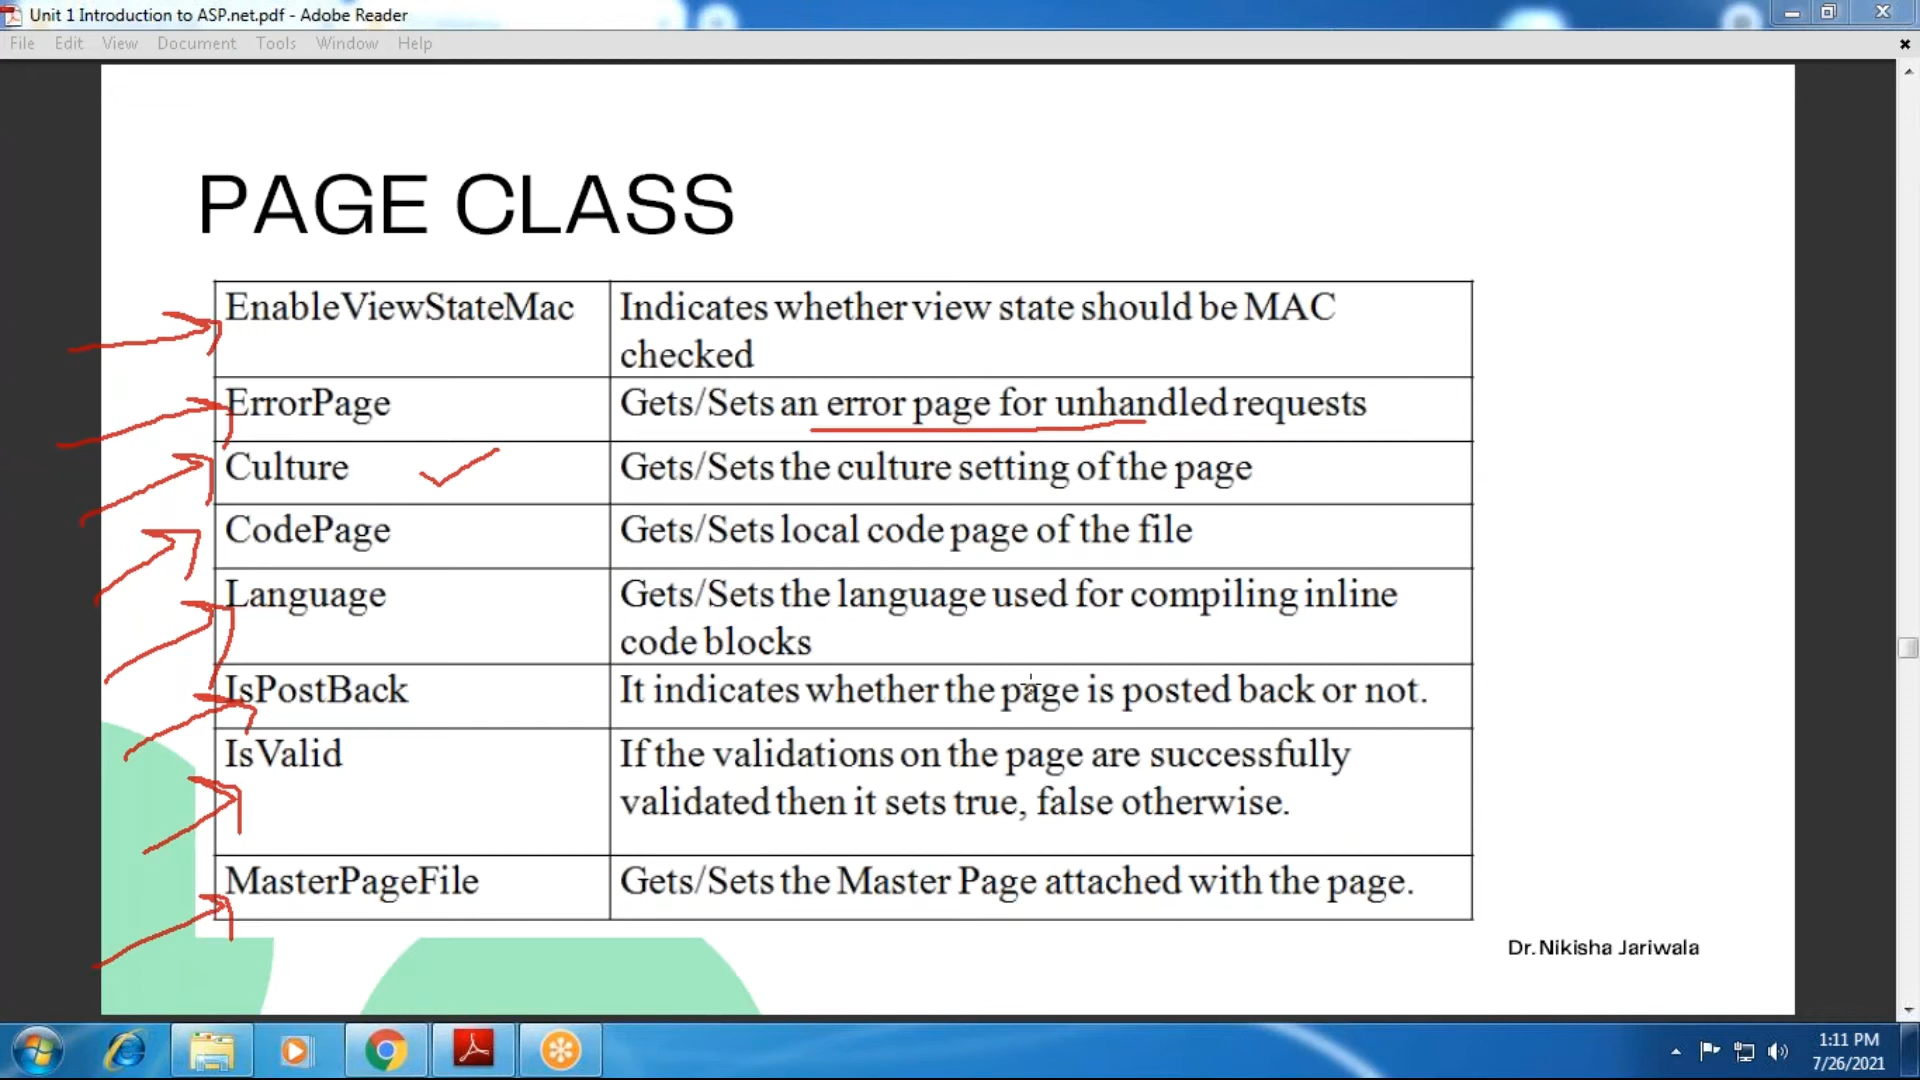 Unit 1 Introduction to ASP.net.pdf - Adobe Reader
File Edit View Document Tools Window Help
PAGE CLASS
EnableViewStateMac Indicates whether view state should be MAC
checked
ErrorPage Gets/Sets an error page for unhandled requests
Culture Gets/Sets the culture setting of the page
CodePage Gets/Sets local code page of the file
Language Gets/Sets the language used for compiling inline
code blocks
IsPostBack It indicates whether the page is posted back or not.
IsValid If the validations on the page are successfully
validated then it sets true, false otherwise.
MasterPageFile Gets/Sets the Master Page attached with the page.
Dr.Nikisha Jariwala
1:11 PM
7/26/2021